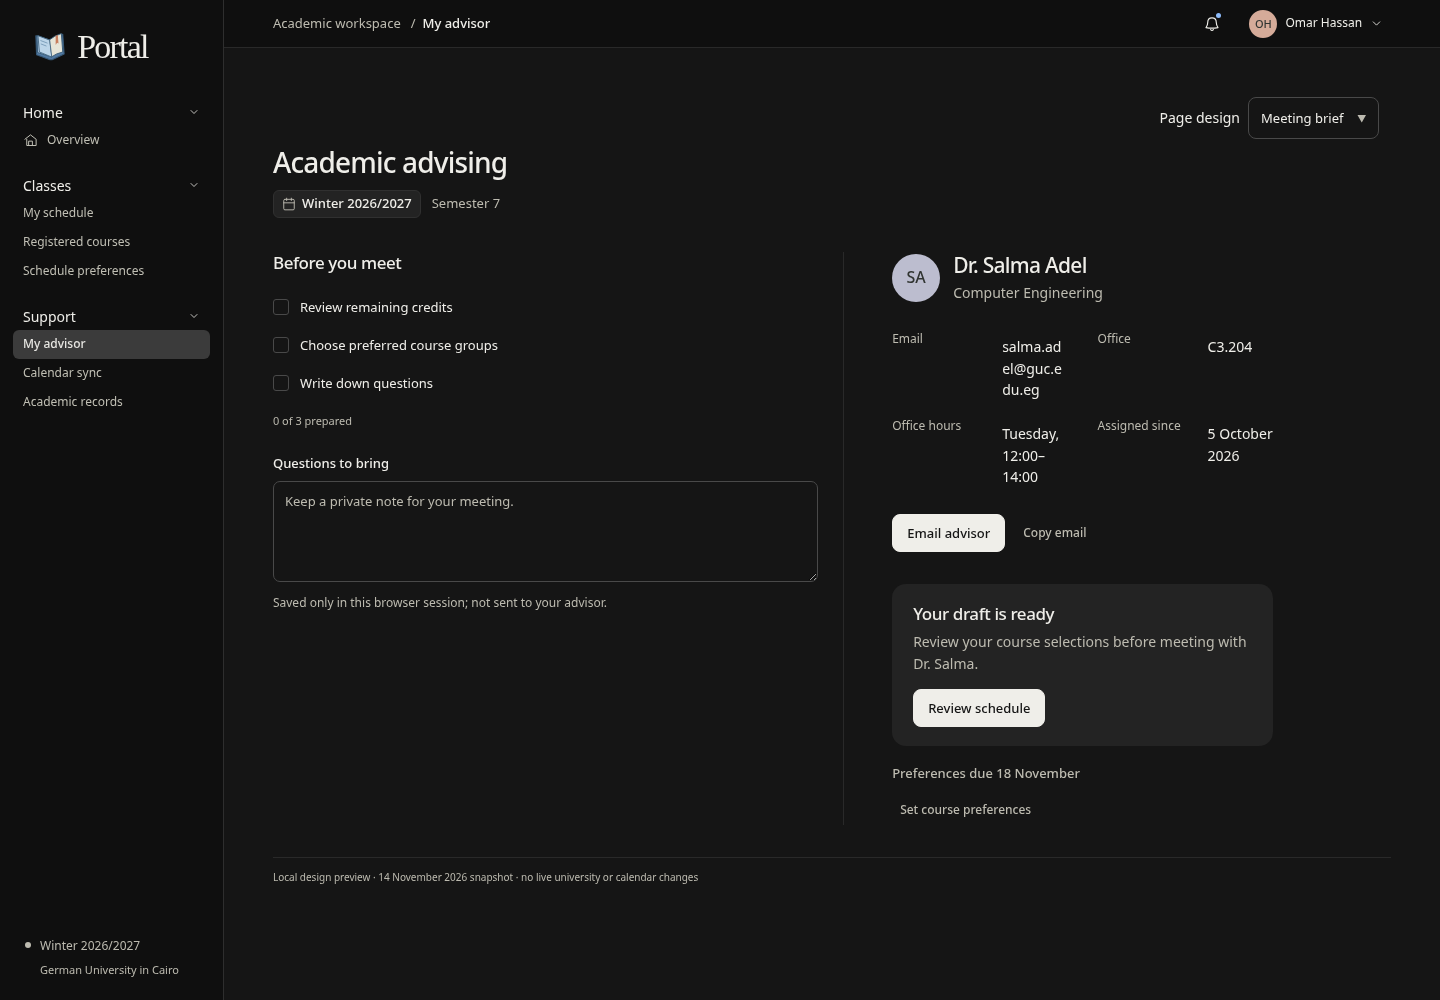 Portal
Home
Overview
Classes
My schedule
Registered courses
Schedule preferences
Support
My advisor
Calendar sync
Academic records
Winter 2026/2027
German University in Cairo
Academic workspace / My advisor
OH Omar Hassan
Page design Meeting brief
Academic advising
Winter 2026/2027 Semester 7
Before you meet
Review remaining credits
Choose preferred course groups
Write down questions
0 of 3 prepared
Questions to bring
Keep a private note for your meeting.
Saved only in this browser session; not sent to your advisor.
SA
Dr. Salma Adel
Computer Engineering
Email
salma.ad
el@guc.e
du.eg
Office
C3.204
Office hours
Tuesday,
12:00–
14:00
Assigned since
5 October
2026
Email advisor
Copy email
Your draft is ready
Review your course selections before meeting with
Dr. Salma.
Review schedule
Preferences due 18 November
Set course preferences
Local design preview · 14 November 2026 snapshot · no live university or calendar changes